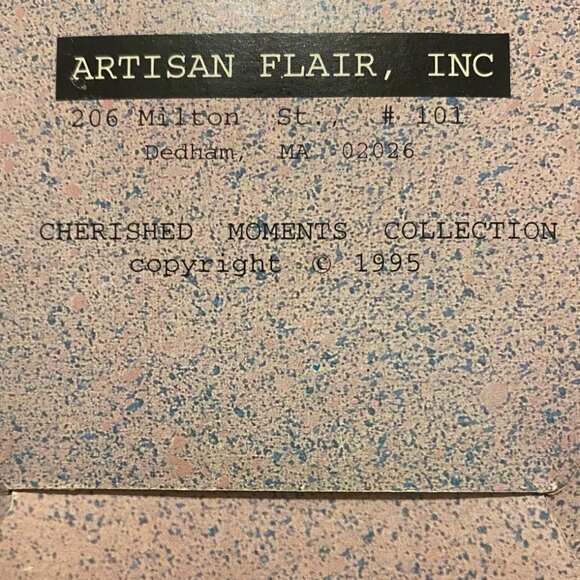 ARTISAN FLAIR, INC
206 Milton St., # 101
Dedham, MA 02026
CHERISHED MOMENTS COLLECTION
copyright © 1995